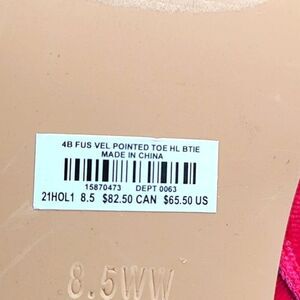 4B FUS VEL POINTED TOE HL BTIE
MADE IN CHINA
15870473 DEPT 0063
21HOL1 8.5 $82.50 CAN $65.50 US
8.5WW